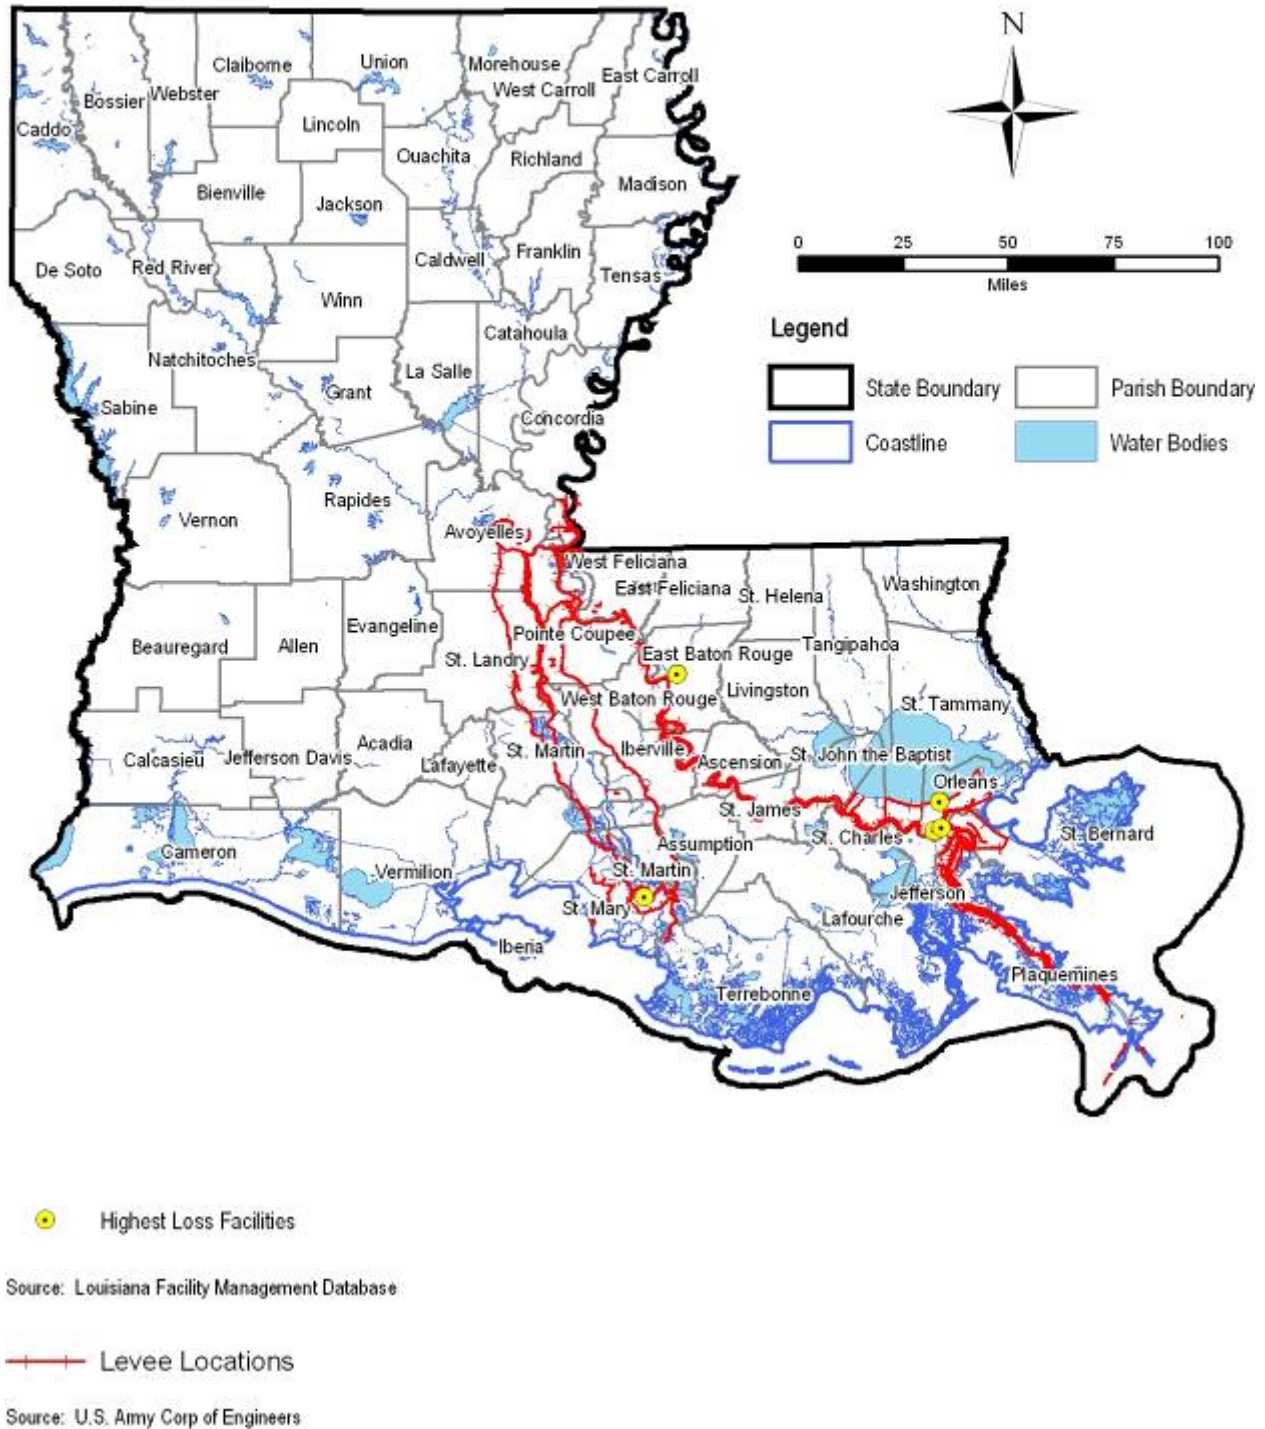 N
Claiborne
Union
Morehouse
West Carroll
East Carroll
Bossier
Webster
Caddo
Lincoln
Ouachita
Richland
Madison
Bienville
Jackson
De Soto
Red River
Caldwell
Franklin
Tensas
Winn
0 25 50 75 100
Miles
Legend
State Boundary
Parish Boundary
Coastline
Water Bodies
Natchitoches
Catahoula
La Salle
Grant
Sabine
Concordia
Rapides
Vernon
Avoyelles
West Feliciana
East Feliciana
St. Helena
Washington
Beauregard
Allen
Evangeline
Pointe Coupee
St. Landry
East Baton Rouge
Tangipahoa
West Baton Rouge
Livingston
St. Tammany
Calcasieu
Jefferson Davis
Acadia
Lafayette
St. Martin
Iberville
Ascension
St. John the Baptist
Orleans
St. James
St. Charles
St. Bernard
Cameron
Vermilion
Assumption
St. Martin
St. Mary
Jefferson
Lafourche
Iberia
Terrebonne
Plaquemines
Highest Loss Facilities
Source: Louisiana Facility Management Database
Levee Locations
Source: U.S. Army Corp of Engineers